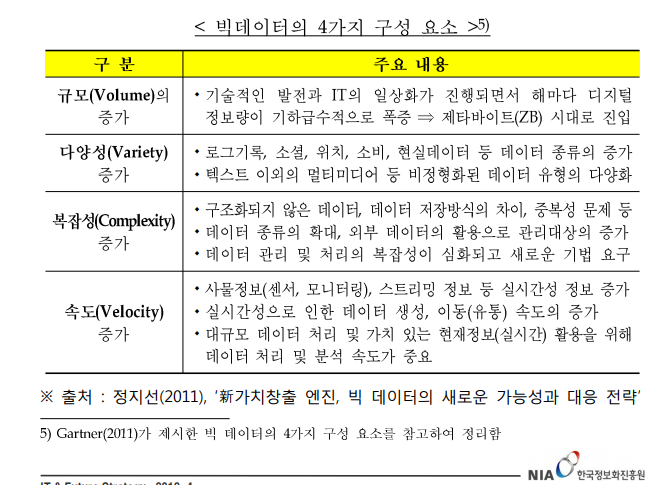 < 빅데이터의 4가지 구성 요소 >5)
구 분 주요 내용
규모(Volume)의
증가
• 기술적인 발전과 IT의 일상화가 진행되면서 해마다 디지털
정보량이 기하급수적으로 폭증 ⇒ 제타바이트(ZB) 시대로 진입
다양성(Variety)
증가
• 로그기록, 소셜, 위치, 소비, 현실데이터 등 데이터 종류의 증가
• 텍스트 이외의 멀티미디어 등 비정형화된 데이터 유형의 다양화
복잡성(Complexity)
증가
• 구조화되지 않은 데이터, 데이터 저장방식의 차이, 중복성 문제 등
• 데이터 종류의 확대, 외부 데이터의 활용으로 관리대상의 증가
• 데이터 관리 및 처리의 복잡성이 심화되고 새로운 기법 요구
속도(Velocity)
증가
• 사물정보(센서, 모니터링), 스트리밍 정보 등 실시간성 정보 증가
• 실시간성으로 인한 데이터 생성, 이동(유통) 속도의 증가
• 대규모 데이터 처리 및 가치 있는 현재정보(실시간) 활용을 위해
데이터 처리 및 분석 속도가 중요
※ 출처 : 정지선(2011), '新가치창출 엔진, 빅 데이터의 새로운 가능성과 대응 전략'
5) Gartner(2011)가 제시한 빅 데이터의 4가지 구성 요소를 참고하여 정리함
NIA 한국정보화진흥원